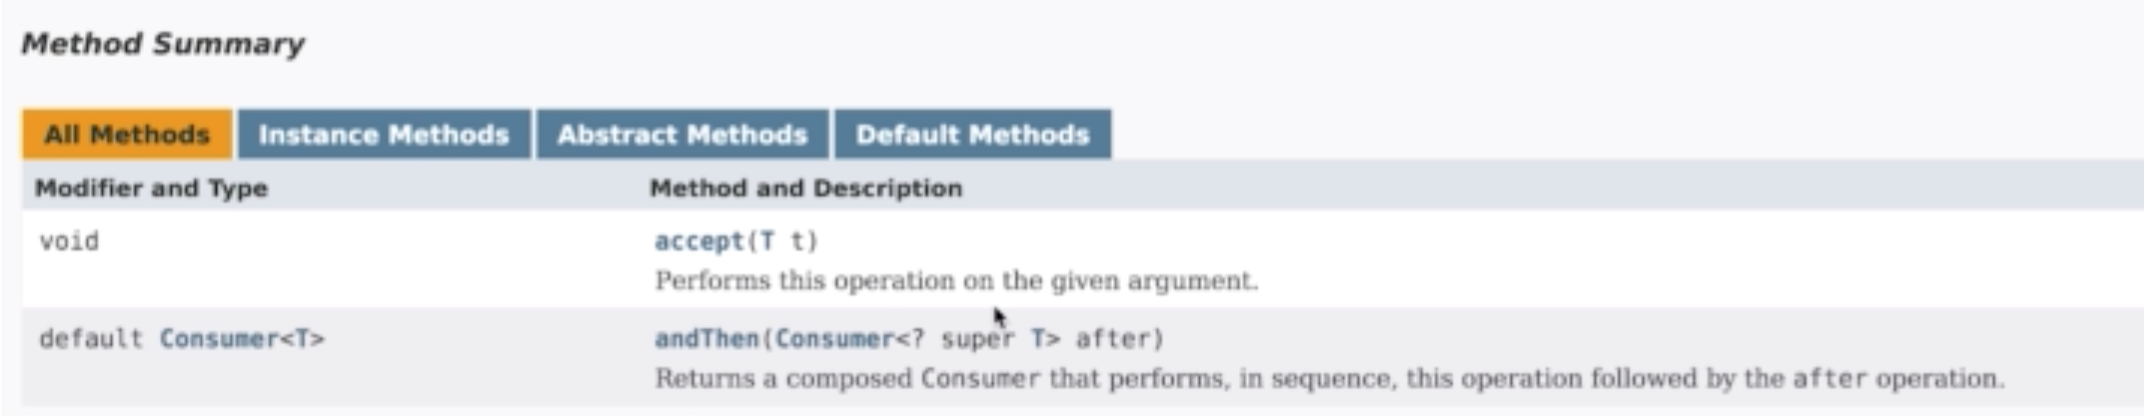 Method Summary
All Methods Instance Methods Abstract Methods Default Methods
Modifier and Type Method and Description
void accept(T t)
Performs this operation on the given argument.
default Consumer<T> andThen(Consumer<? super T> after)
Returns a composed Consumer that performs, in sequence, this operation followed by the after operation.